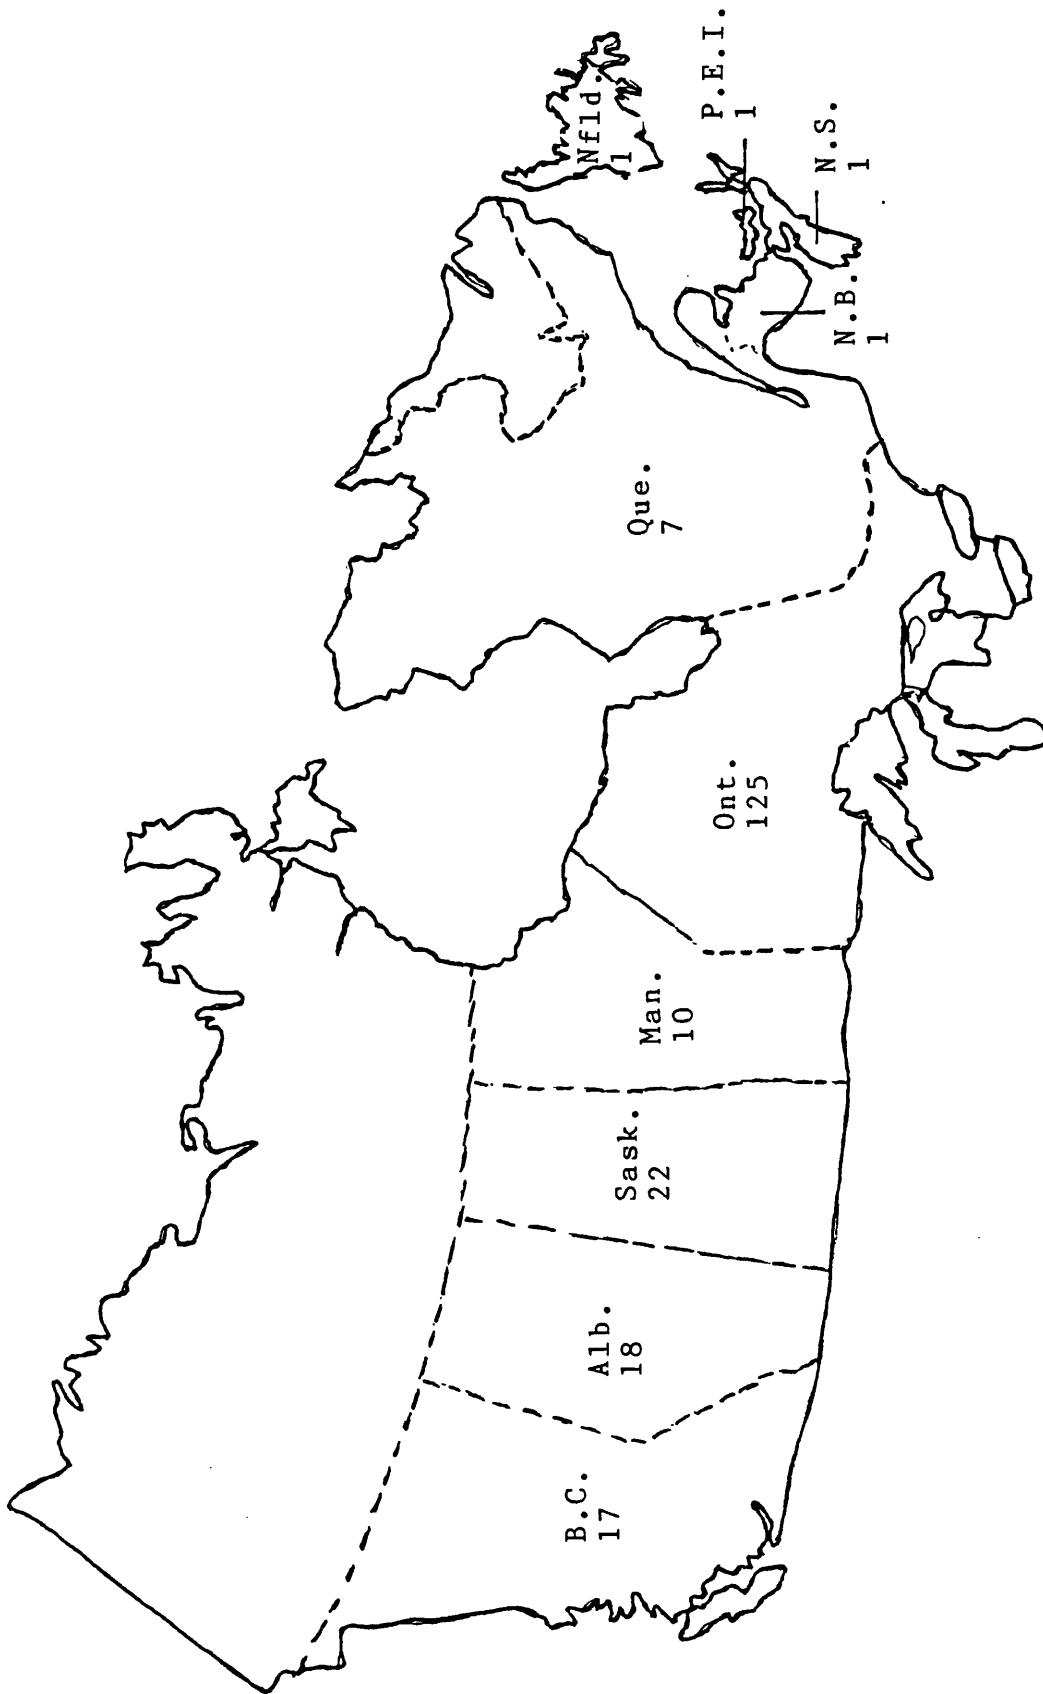 B.C.
17
Alb.
18
Sask.
22
Man.
10
Ont.
125
Que.
7
Nfld.
1
P.E.I.
1
N.S.
1
N.B.
1